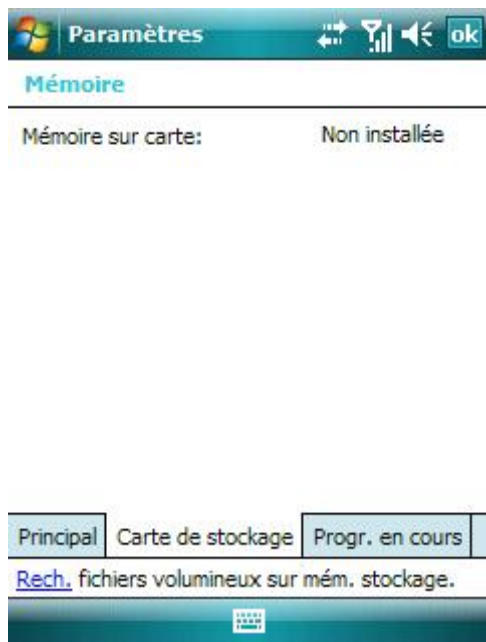 Paramètres ok
Mémoire
Mémoire sur carte: Non installée
Principal Carte de stockage Progr. en cours
Rech. fichiers volumineux sur mém. stockage.